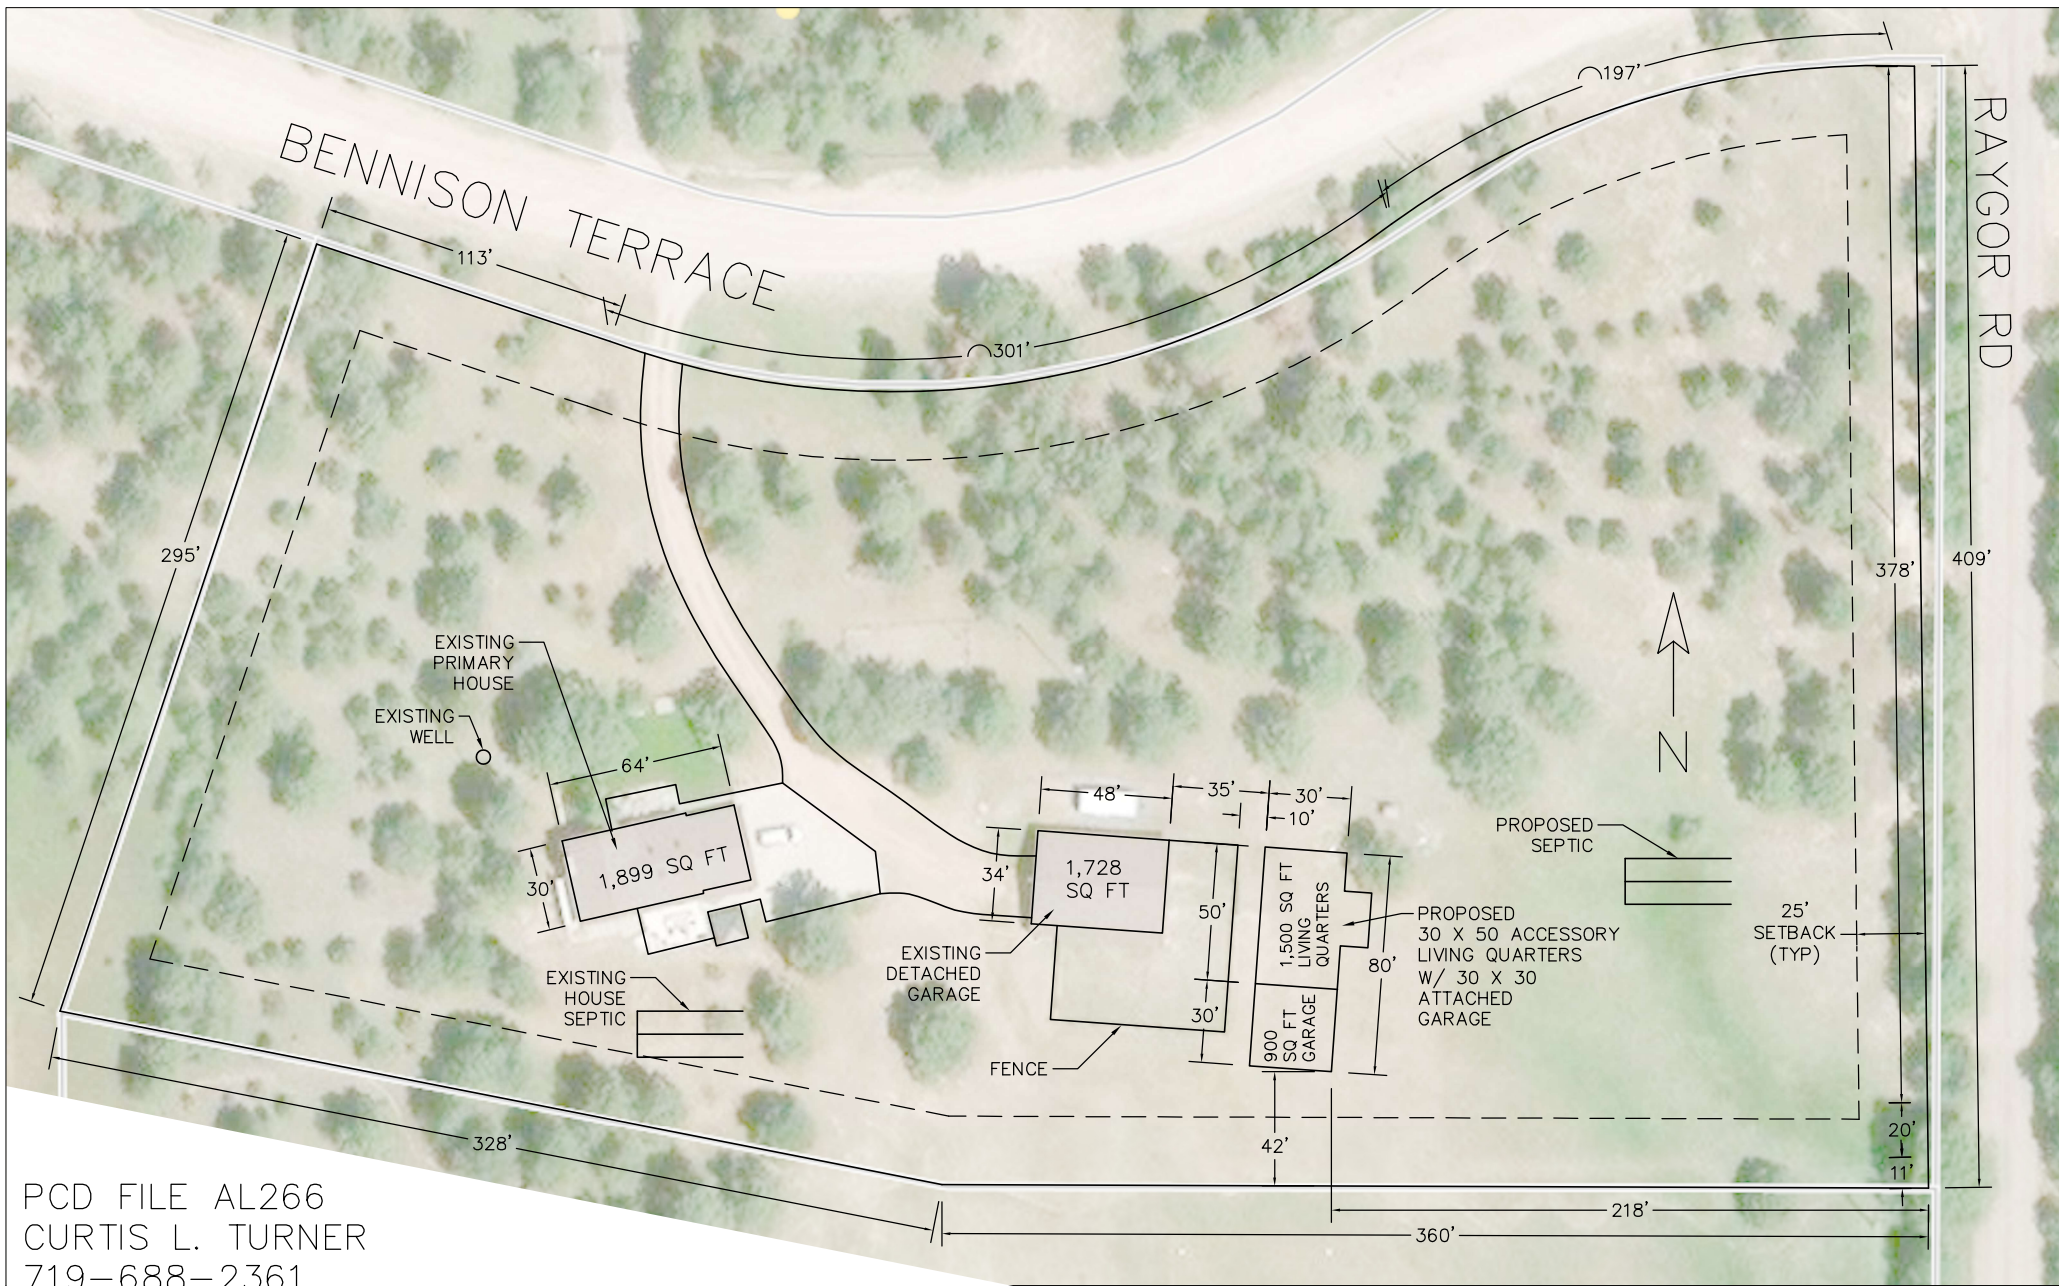 BENNISON TERRACE
RAYGOR RD
197'
113'
301'
295'
378'
409'
EXISTING
PRIMARY
HOUSE
EXISTING
WELL
64'
30'
1,899 SQ FT
EXISTING
HOUSE
SEPTIC
48'
35'
30'
10'
34'
1,728
SQ FT
EXISTING
DETACHED
GARAGE
FENCE
50'
30'
1,500 SQ FT
LIVING
QUARTERS
900
SQ FT
GARAGE
80'
PROPOSED
30 X 50 ACCESSORY
LIVING QUARTERS
W/ 30 X 30
ATTACHED
GARAGE
N
PROPOSED
SEPTIC
25'
SETBACK
(TYP)
20'
11'
42'
218'
360'
328'
PCD FILE AL266
CURTIS L. TURNER
719-688-2361